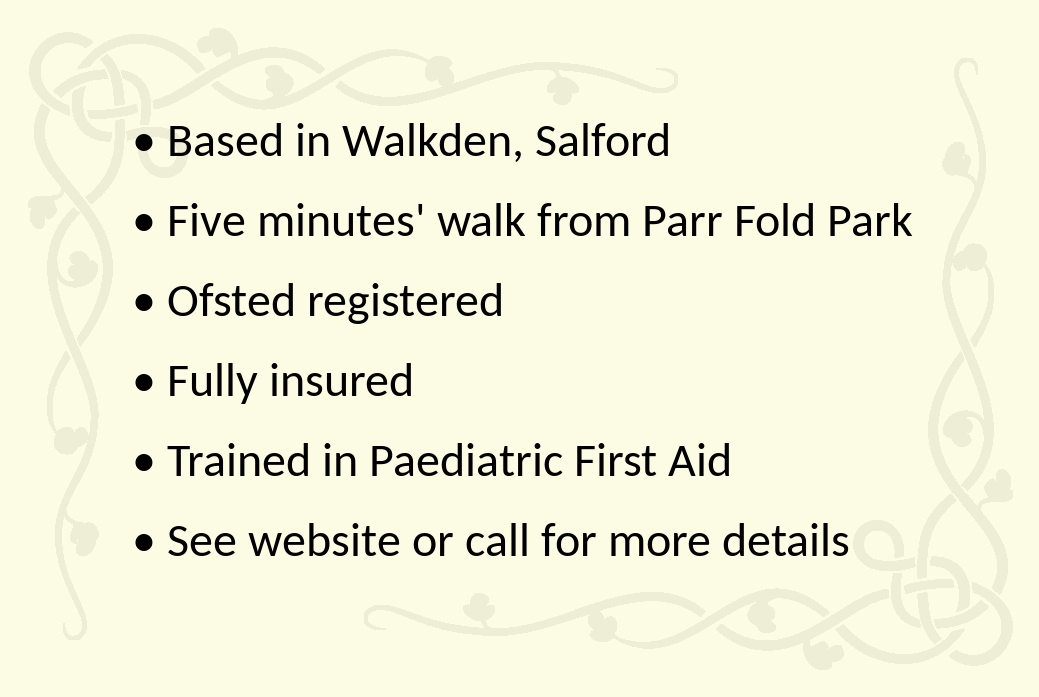 • Based in Walkden, Salford
• Five minutes' walk from Parr Fold Park
• Ofsted registered
• Fully insured
• Trained in Paediatric First Aid
• See website or call for more details